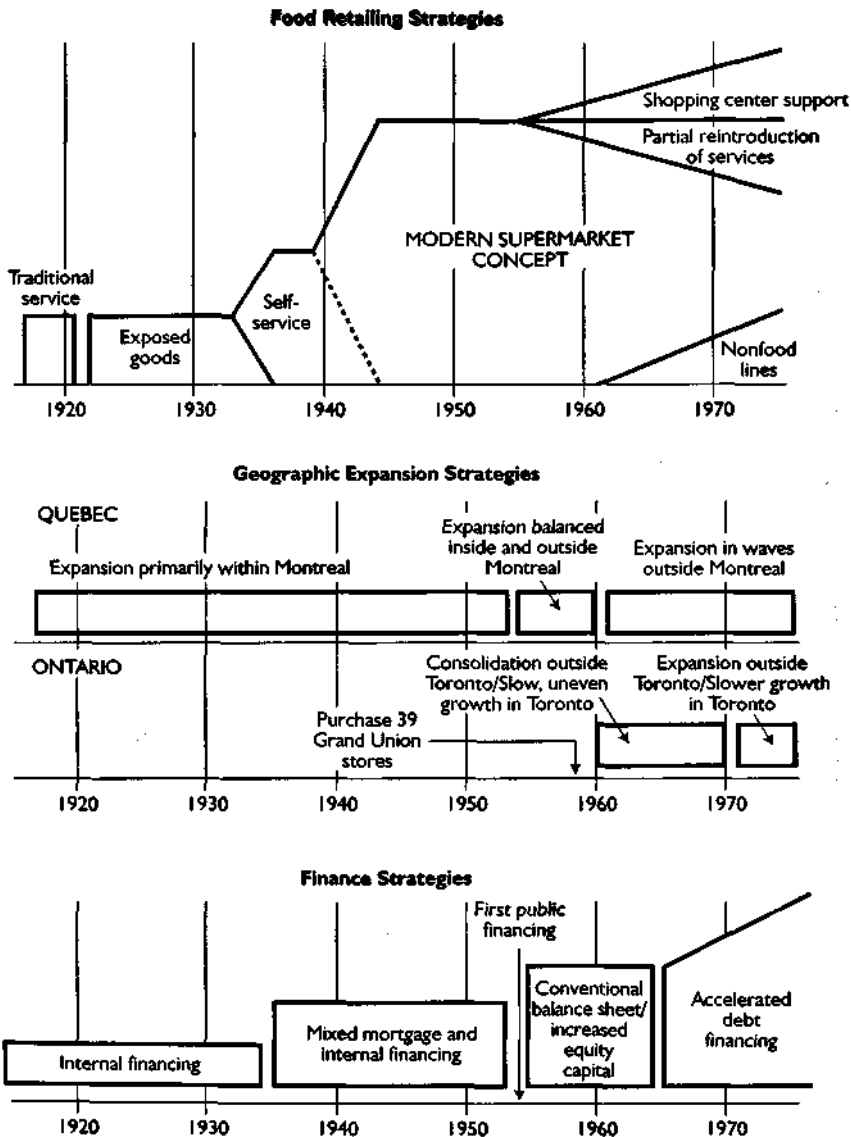 Food Retailing Strategies
Shopping center support
Partial reintroduction
of services
MODERN SUPERMARKET
CONCEPT
Traditional
service
Self-
service
Exposed
goods
Nonfood
lines
1920
1930
1940
1950
1960
1970
Geographic Expansion Strategies
QUEBEC
Expansion primarily within Montreal
Expansion balanced
inside and outside
Montreal
Expansion in waves
outside Montreal
ONTARIO
Purchase 39
Grand Union
stores
Consolidation outside
Toronto/Slow, uneven
growth in Toronto
Expansion outside
Toronto/Slower growth
in Toronto
1920
1930
1940
1950
1960
1970
Finance Strategies
First public
financing
Internal financing
Mixed mortgage and
internal financing
Conventional
balance sheet/
increased
equity
capital
Accelerated
debt
financing
1920
1930
1940
1950
1960
1970